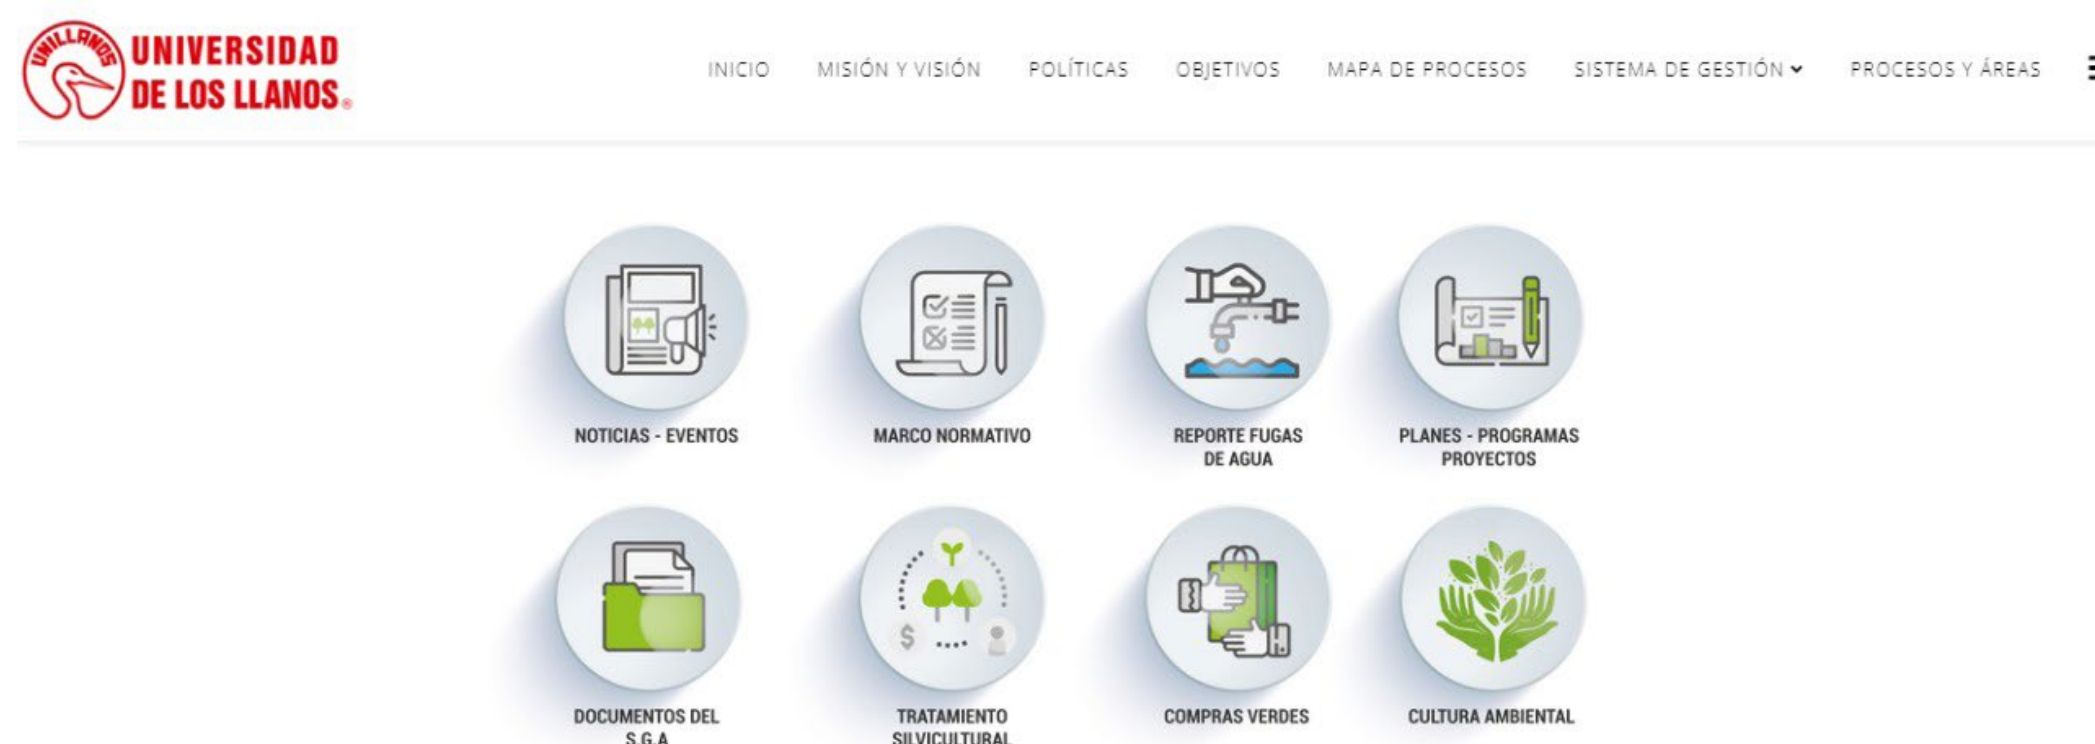 UNILLANOS
UNIVERSIDAD
DE LOS LLANOS®
INICIO MISIÓN Y VISIÓN POLÍTICAS OBJETIVOS MAPA DE PROCESOS SISTEMA DE GESTIÓN PROCESOS Y ÁREAS
NOTICIAS - EVENTOS
MARCO NORMATIVO
REPORTE FUGAS
DE AGUA
PLANES - PROGRAMAS
PROYECTOS
$
DOCUMENTOS DEL
S.G.A
TRATAMIENTO
SILVICULTURAL
COMPRAS VERDES
CULTURA AMBIENTAL